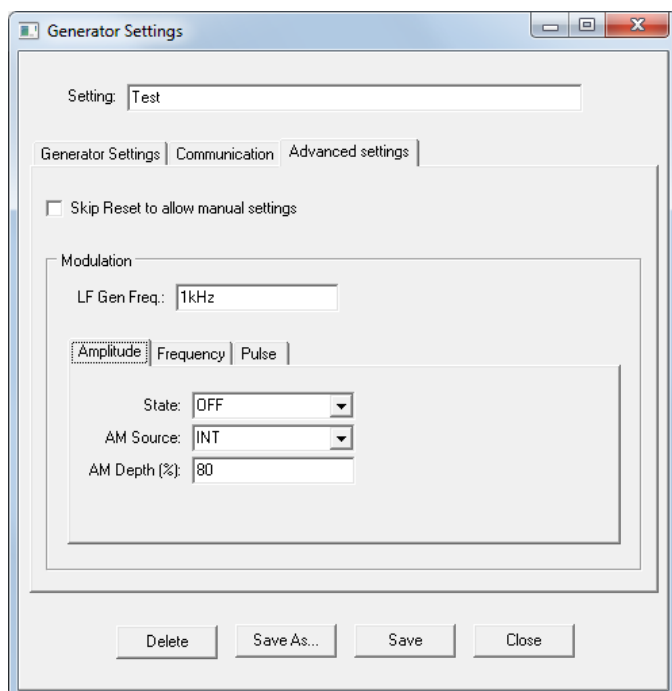 Generator Settings
Setting: Test
Generator Settings Communication Advanced settings
Skip Reset to allow manual settings
Modulation
LF Gen Freq.: 1kHz
Amplitude Frequency Pulse
State: OFF
AM Source: INT
AM Depth (%): 80
Delete Save As... Save Close